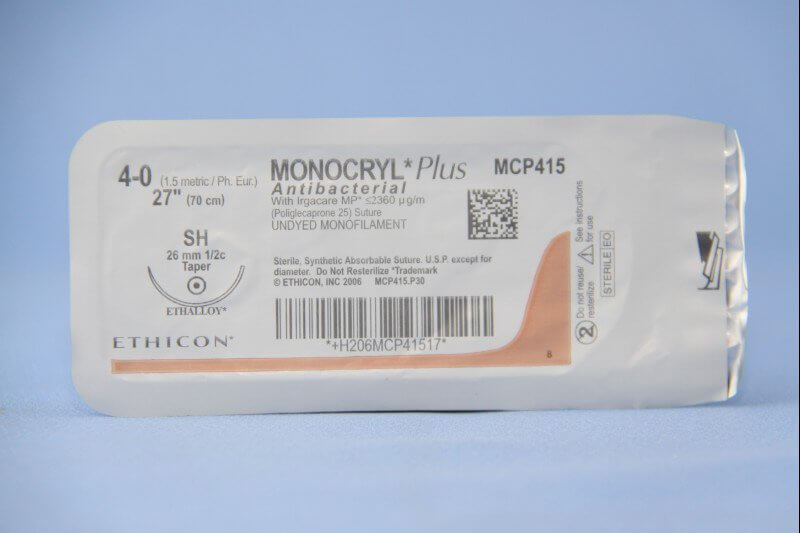 4-0 (1.5 metric / Ph. Eur.)
27" (70 cm)
SH
26 mm 1/2c
Taper
ETHALLOY*
ETHICON*
MONOCRYL* Plus MCP415
Antibacterial
With Irgacare MP* ≤2360 µg/m
(Poliglecaprone 25) Suture
UNDYED MONOFILAMENT
Sterile, Synthetic Absorbable Suture. U.S.P. except for
diameter. Do Not Resterilize *Trademark
© ETHICON, INC 2006 MCP415.P30
*+H206MCP41517*
8
2 Do not reuse/
resterilize
See instructions
for use
STERILE EO